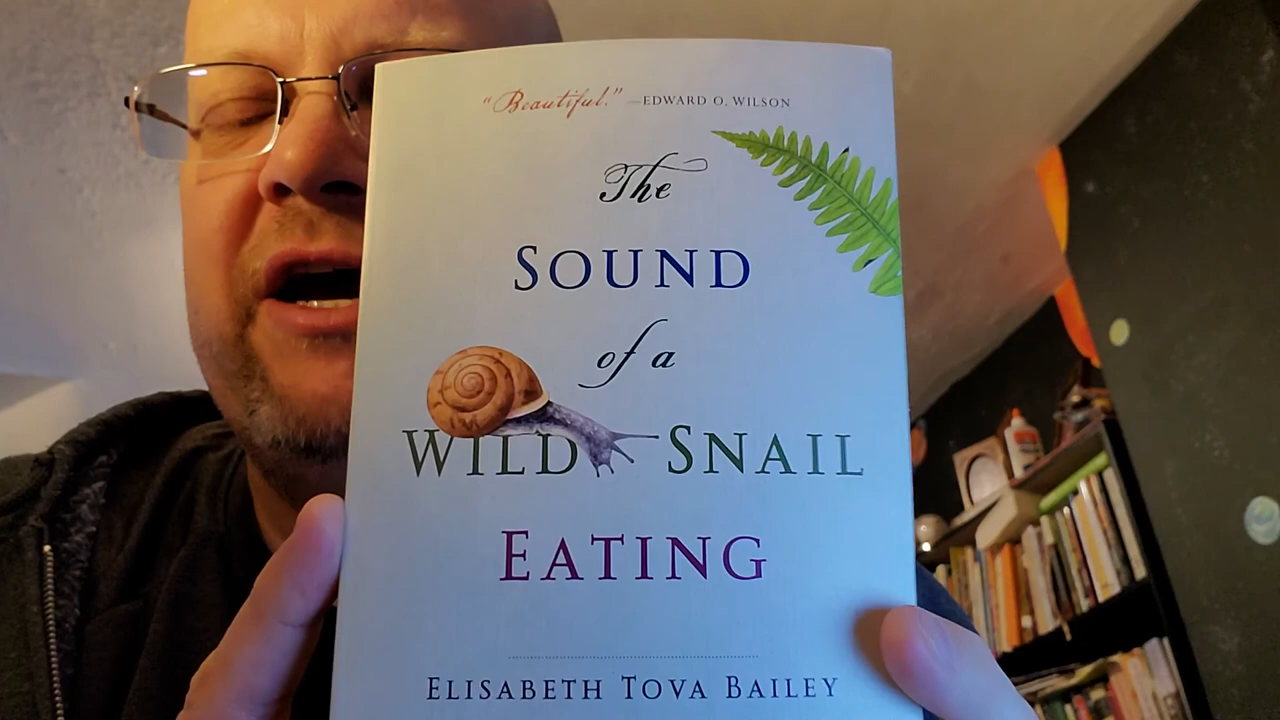 "Beautiful." —EDWARD O. WILSON
The
SOUND
of a
WILD SNAIL
EATING
ELISABETH TOVA BAILEY